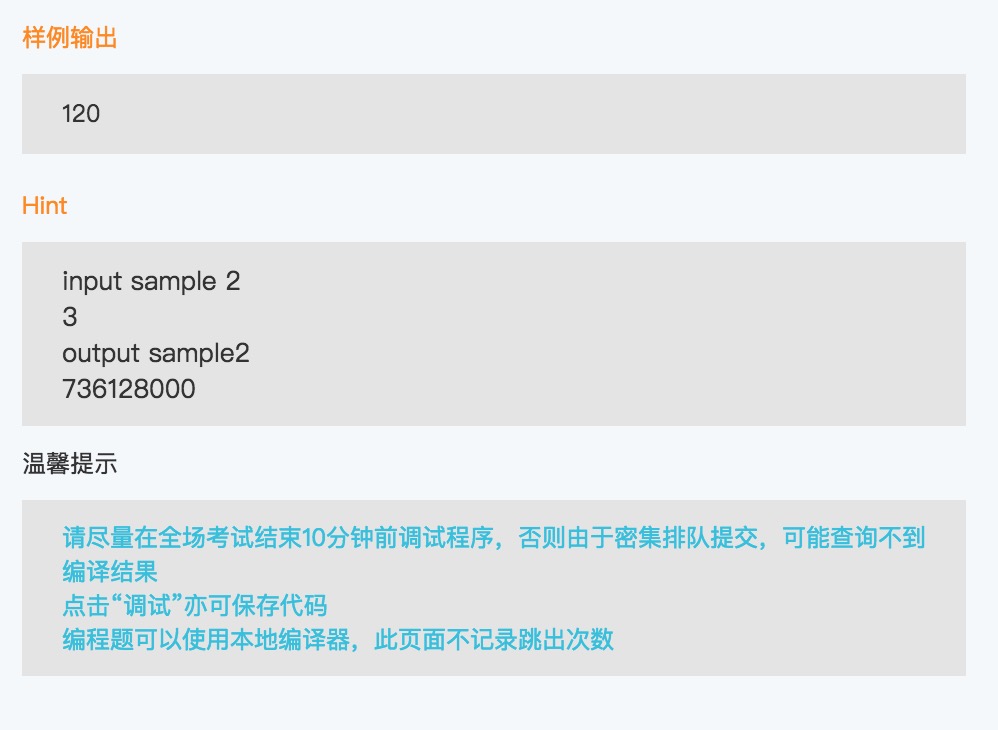 样例输出
120
Hint
input sample 2
3
output sample2
736128000
温馨提示
请尽量在全场考试结束10分钟前调试程序，否则由于密集排队提交，可能查询不到
编译结果
点击“调试”亦可保存代码
编程题可以使用本地编译器，此页面不记录跳出次数